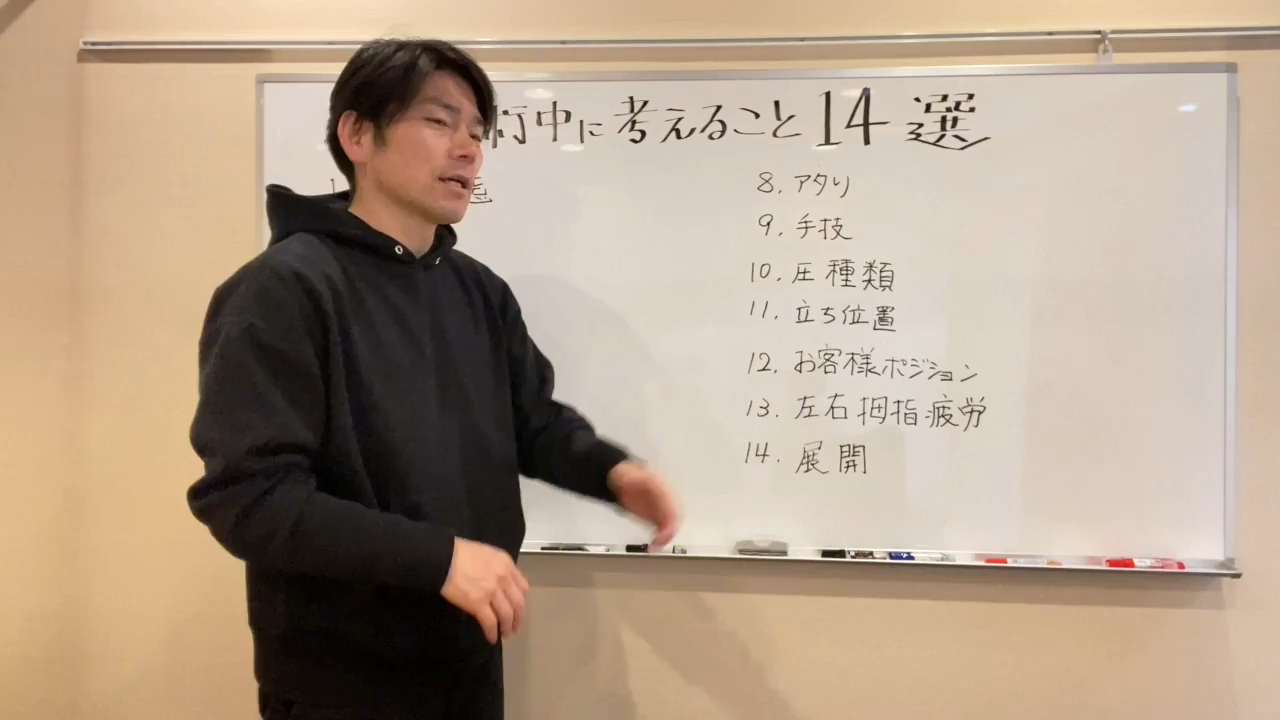 術中に考えること14選
8. アタリ
9. 手技
10. 圧種類
11. 立ち位置
12. お客様ポジション
13. 左右拇指疲労
14. 展開